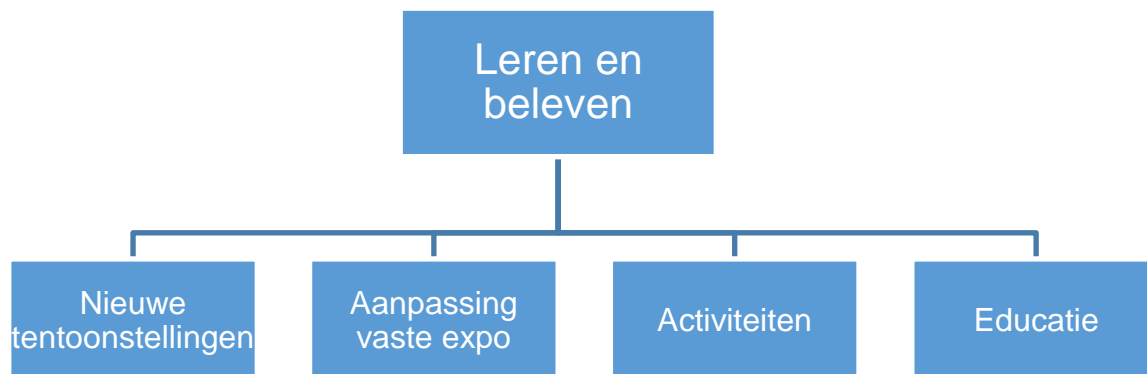 Leren en
beleven
Nieuwe
tentoonstellingen
Aanpassing
vaste expo
Activiteiten
Educatie